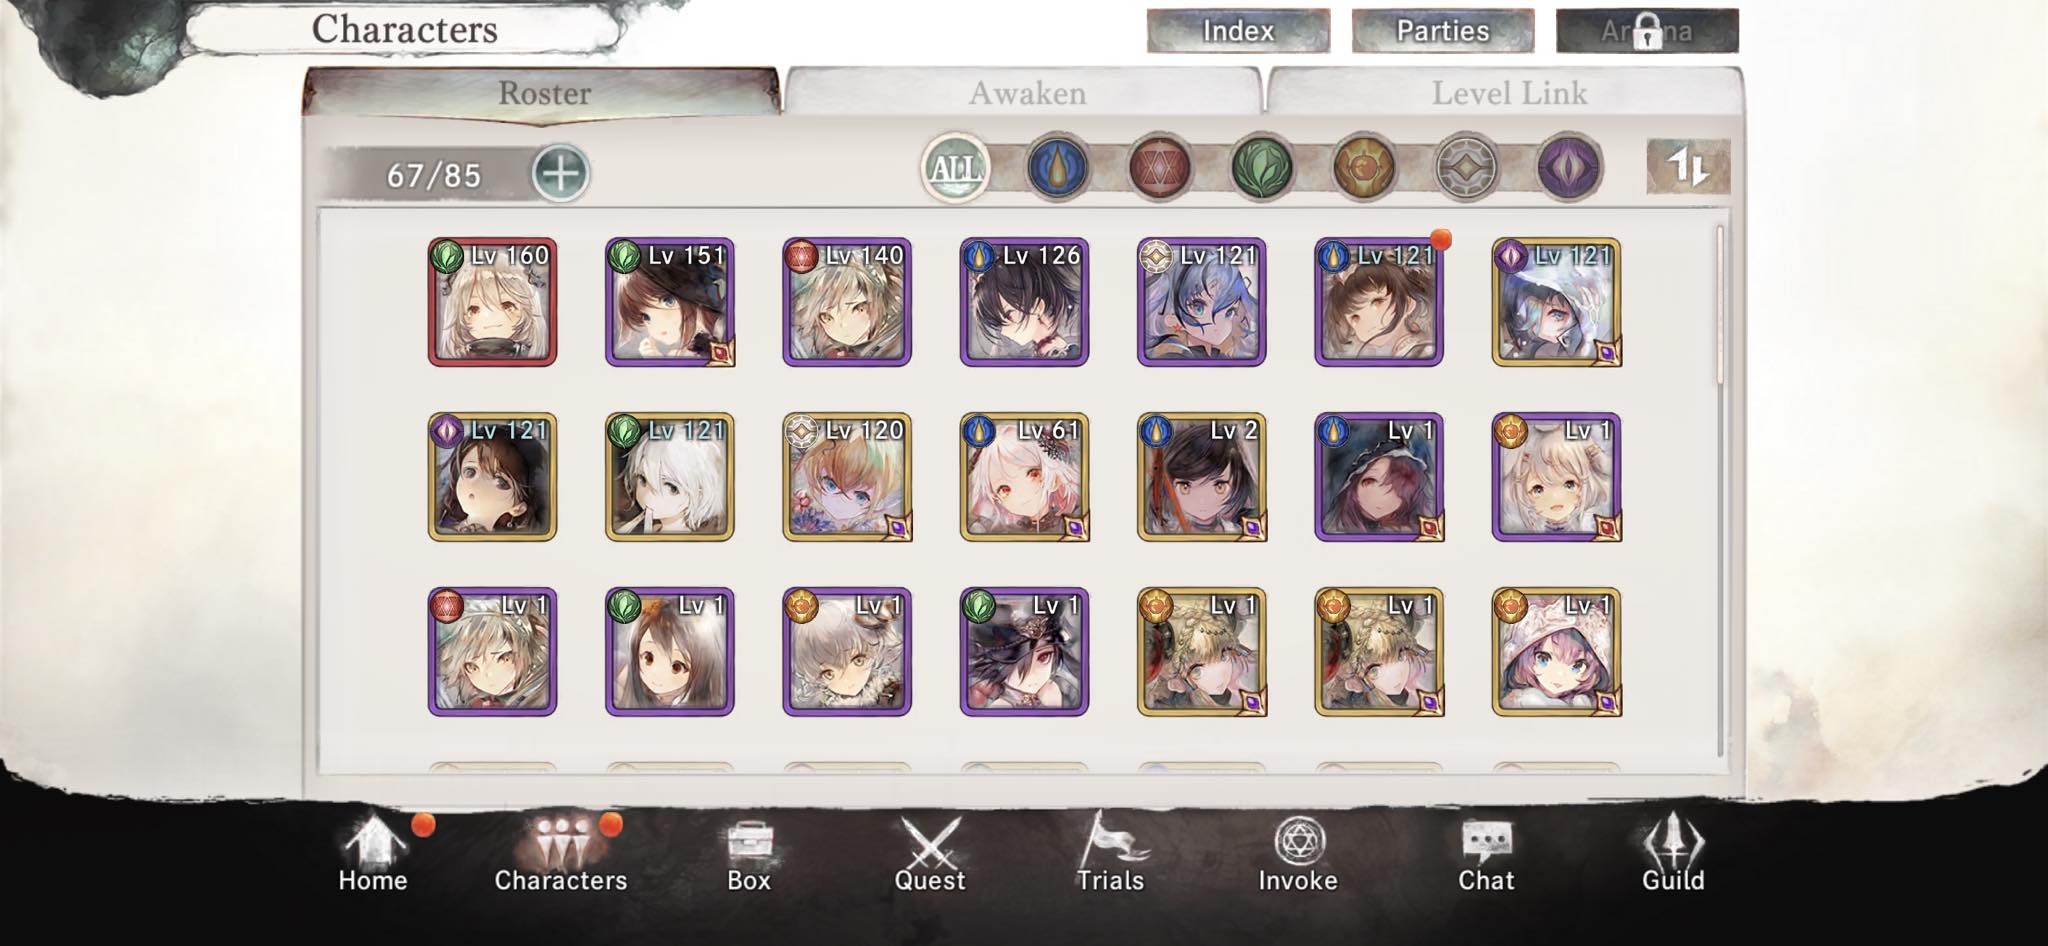 Characters
Index
Parties
Arena
Roster
Awaken
Level Link
67/85
ALL
Lv 160
Lv 151
Lv 140
Lv 126
Lv 121
Lv 121
Lv 121
Lv 121
Lv 121
Lv 120
Lv 61
Lv 2
Lv 1
Lv 1
Lv 1
Lv 1
Lv 1
Lv 1
Lv 1
Lv 1
Lv 1
Home
Characters
Box
Quest
Trials
Invoke
Chat
Guild